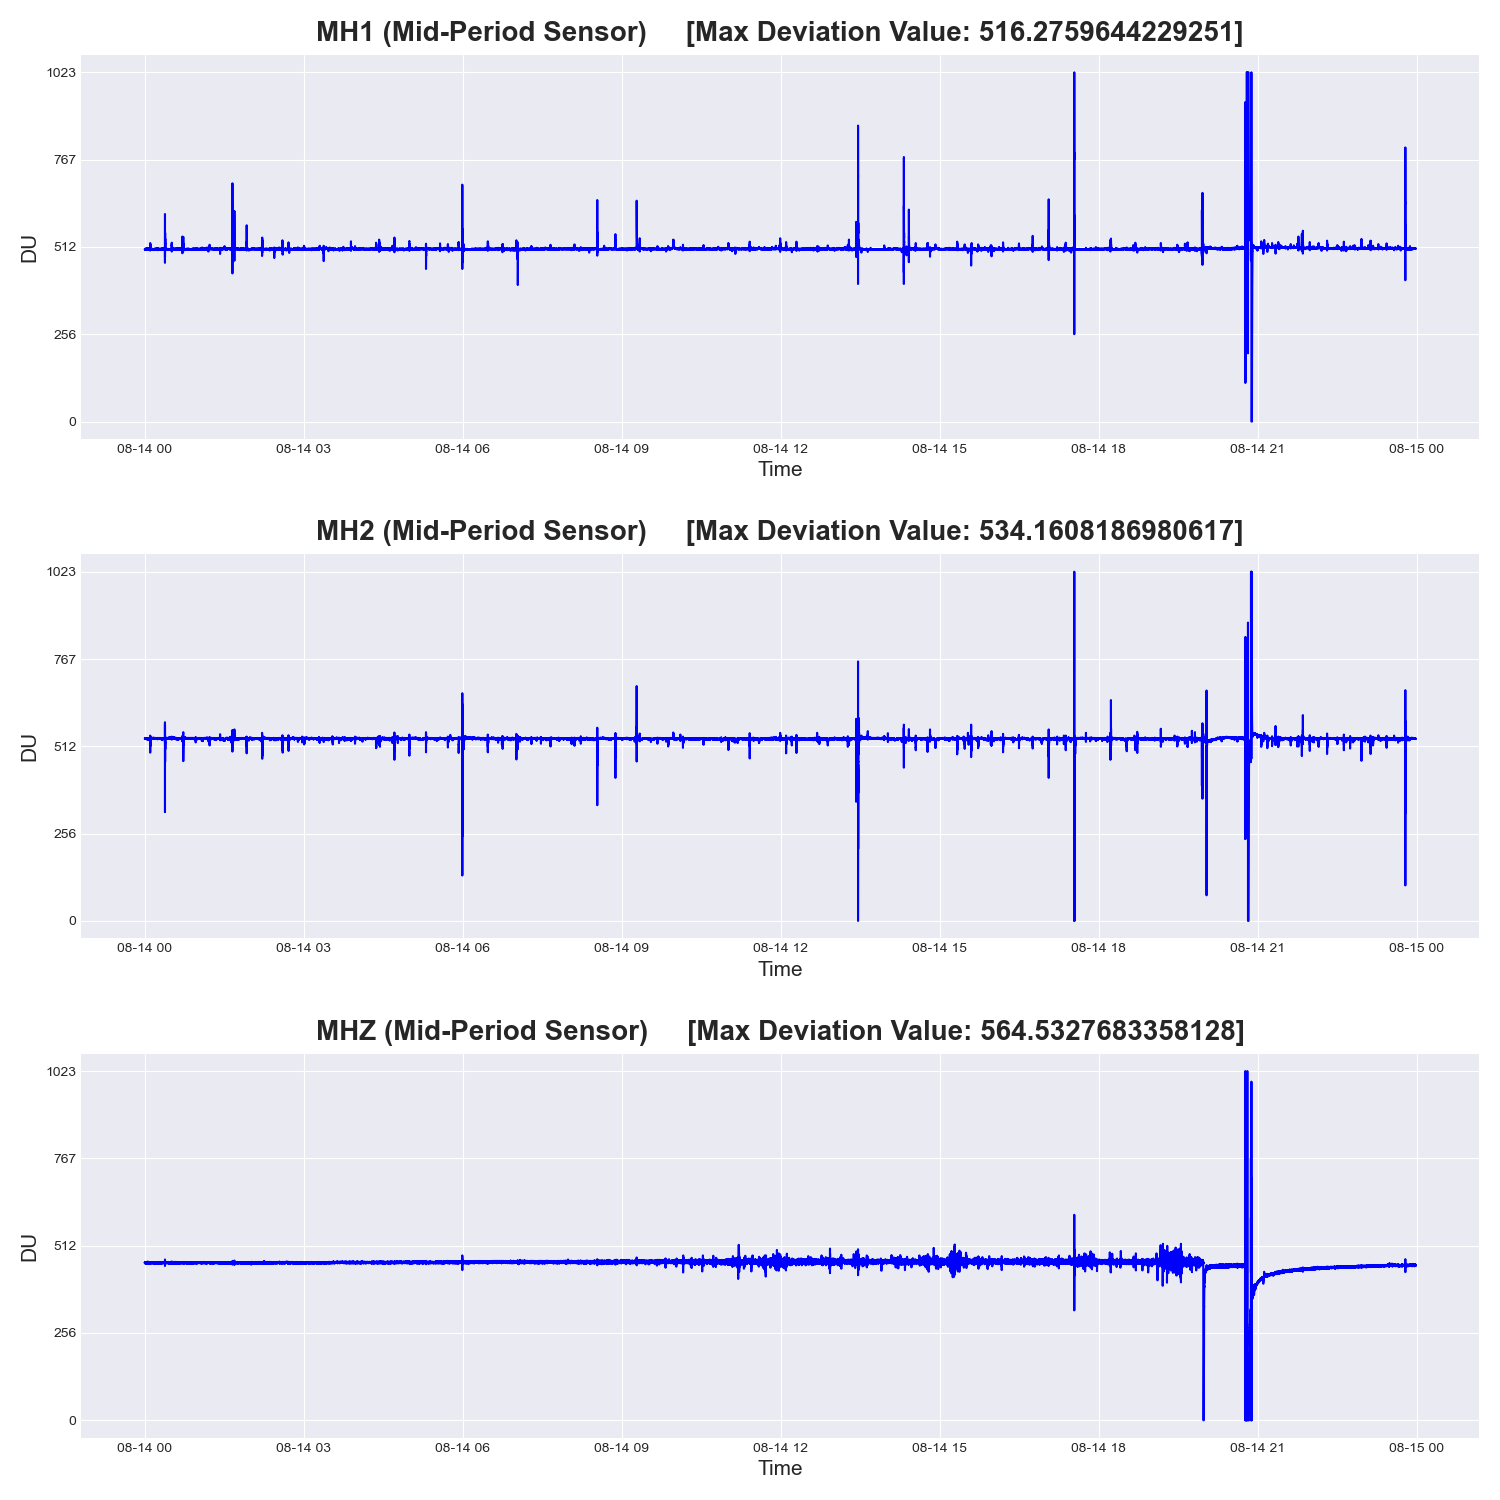 MH1 (Mid-Period Sensor) [Max Deviation Value: 516.2759644229251]
1023
767
512
256
0
DU
08-14 00 08-14 03 08-14 06 08-14 09 08-14 12 08-14 15 08-14 18 08-14 21 08-15 00
Time
MH2 (Mid-Period Sensor) [Max Deviation Value: 534.1608186980617]
1023
767
512
256
0
DU
08-14 00 08-14 03 08-14 06 08-14 09 08-14 12 08-14 15 08-14 18 08-14 21 08-15 00
Time
MHZ (Mid-Period Sensor) [Max Deviation Value: 564.5327683358128]
1023
767
512
256
0
DU
08-14 00 08-14 03 08-14 06 08-14 09 08-14 12 08-14 15 08-14 18 08-14 21 08-15 00
Time